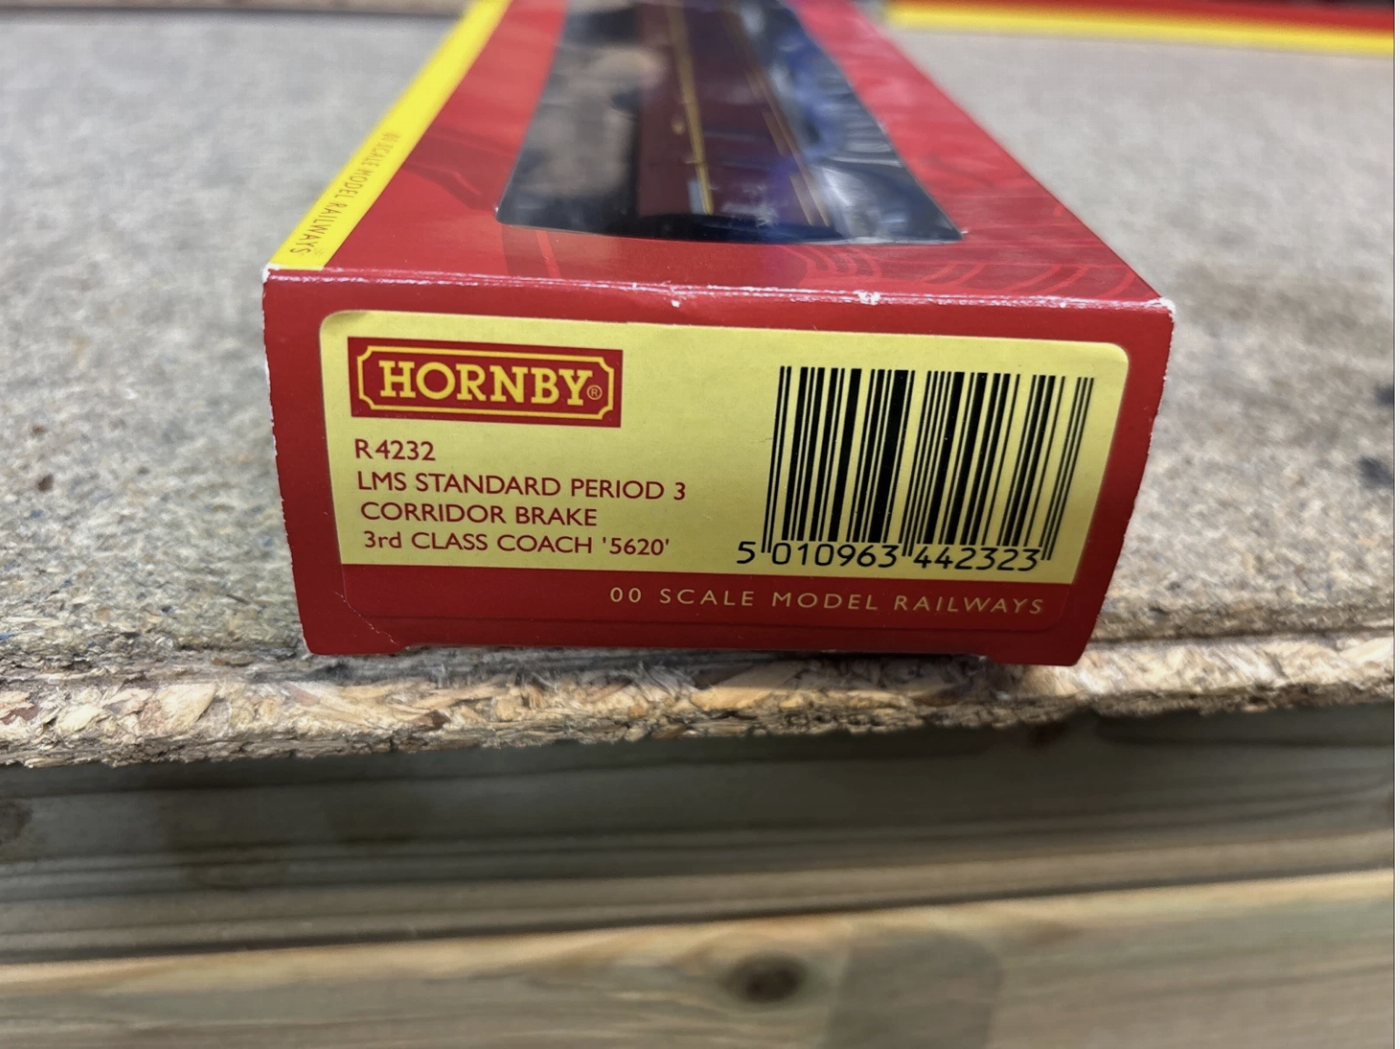 00 SCALE MODEL RAILWAYS
HORNBY®
R4232
LMS STANDARD PERIOD 3
CORRIDOR BRAKE
3rd CLASS COACH '5620'
5 010963 442323
00 SCALE MODEL RAILWAYS